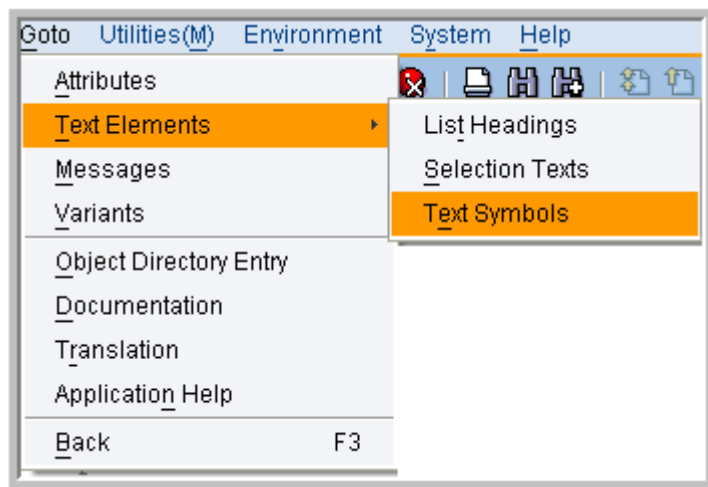 Goto Utilities(M) Environment System Help
Attributes
Text Elements
List Headings
Messages
Selection Texts
Variants
Text Symbols
Object Directory Entry
Documentation
Translation
Application Help
Back F3